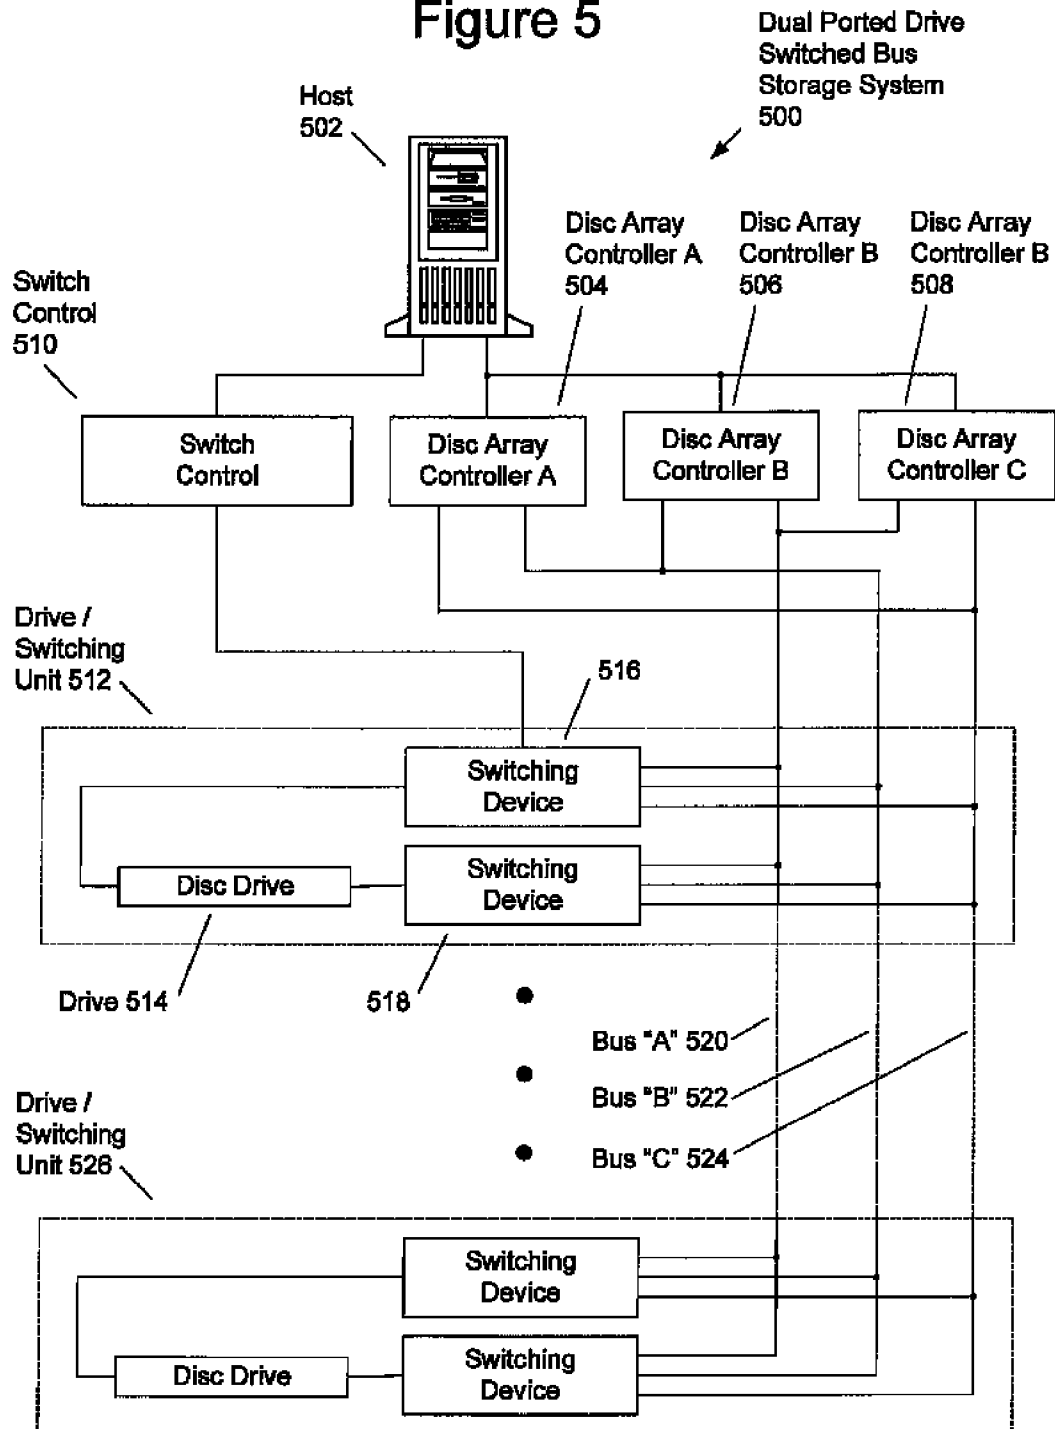 Figure 5
Dual Ported Drive
Switched Bus
Storage System
500
Host
502
Disc Array
Controller A
504
Disc Array
Controller B
506
Disc Array
Controller B
508
Switch
Control
510
Switch
Control
Disc Array
Controller A
Disc Array
Controller B
Disc Array
Controller C
Drive /
Switching
Unit 512
516
Switching
Device
Disc Drive
Switching
Device
Drive 514
518
Bus "A" 520
Bus "B" 522
Bus "C" 524
Drive /
Switching
Unit 526
Switching
Device
Disc Drive
Switching
Device